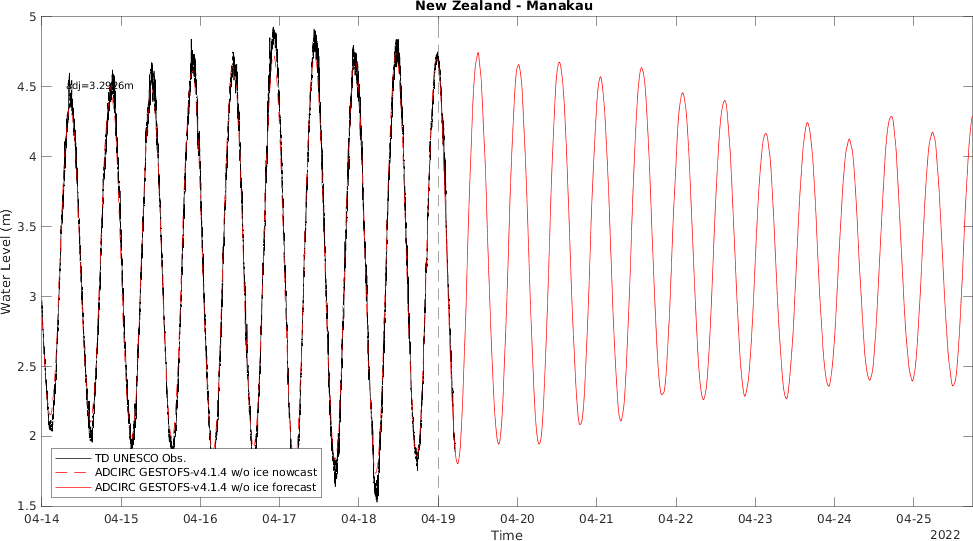 New Zealand - Manakau
5
4.5
4
3.5
3
2.5
2
1.5
Water Level (m)
adj=3.2926m
TD UNESCO Obs.
ADCIRC GESTOFS-v4.1.4 w/o ice nowcast
ADCIRC GESTOFS-v4.1.4 w/o ice forecast
04-14 04-15 04-16 04-17 04-18 04-19 04-20 04-21 04-22 04-23 04-24 04-25
Time
2022